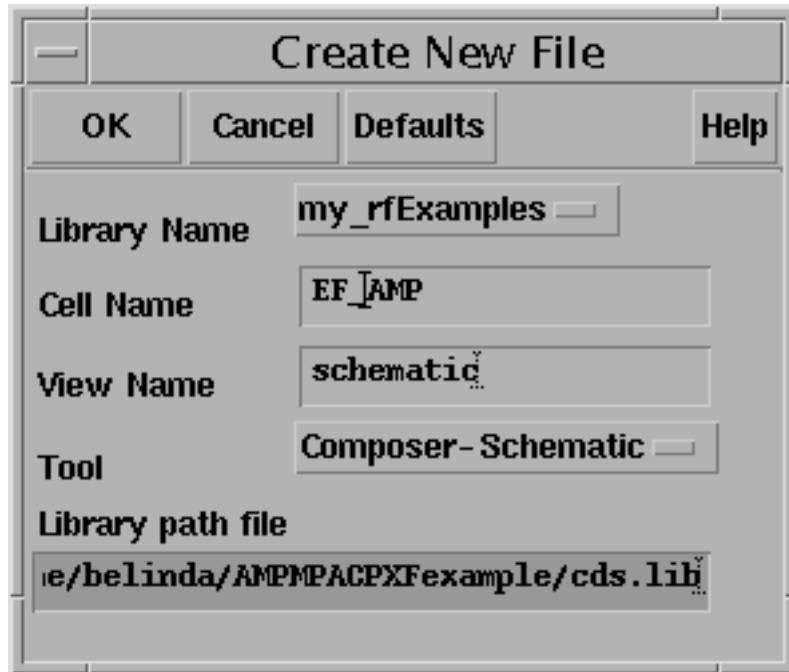 Create New File
OK Cancel Defaults Help
Library Name my_rfExamples
Cell Name EF_AMP
View Name schematic
Tool Composer-Schematic
Library path file
e/belinda/AMPMPACPXFexample/cds.lib